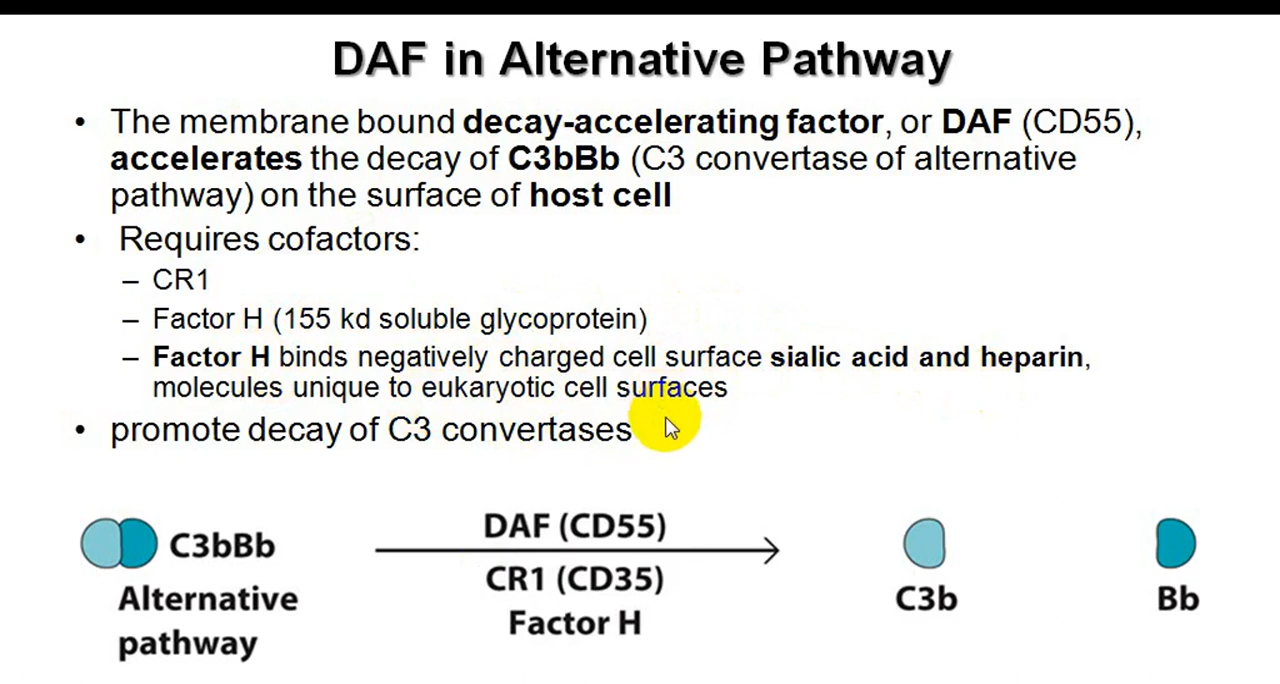 DAF in Alternative Pathway
• The membrane bound decay-accelerating factor, or DAF (CD55),
accelerates the decay of C3bBb (C3 convertase of alternative
pathway) on the surface of host cell
• Requires cofactors:
– CR1
– Factor H (155 kd soluble glycoprotein)
– Factor H binds negatively charged cell surface sialic acid and heparin,
molecules unique to eukaryotic cell surfaces
• promote decay of C3 convertases
DAF (CD55)
C3bBb
CR1 (CD35)
Alternative
pathway
Factor H
C3b
Bb